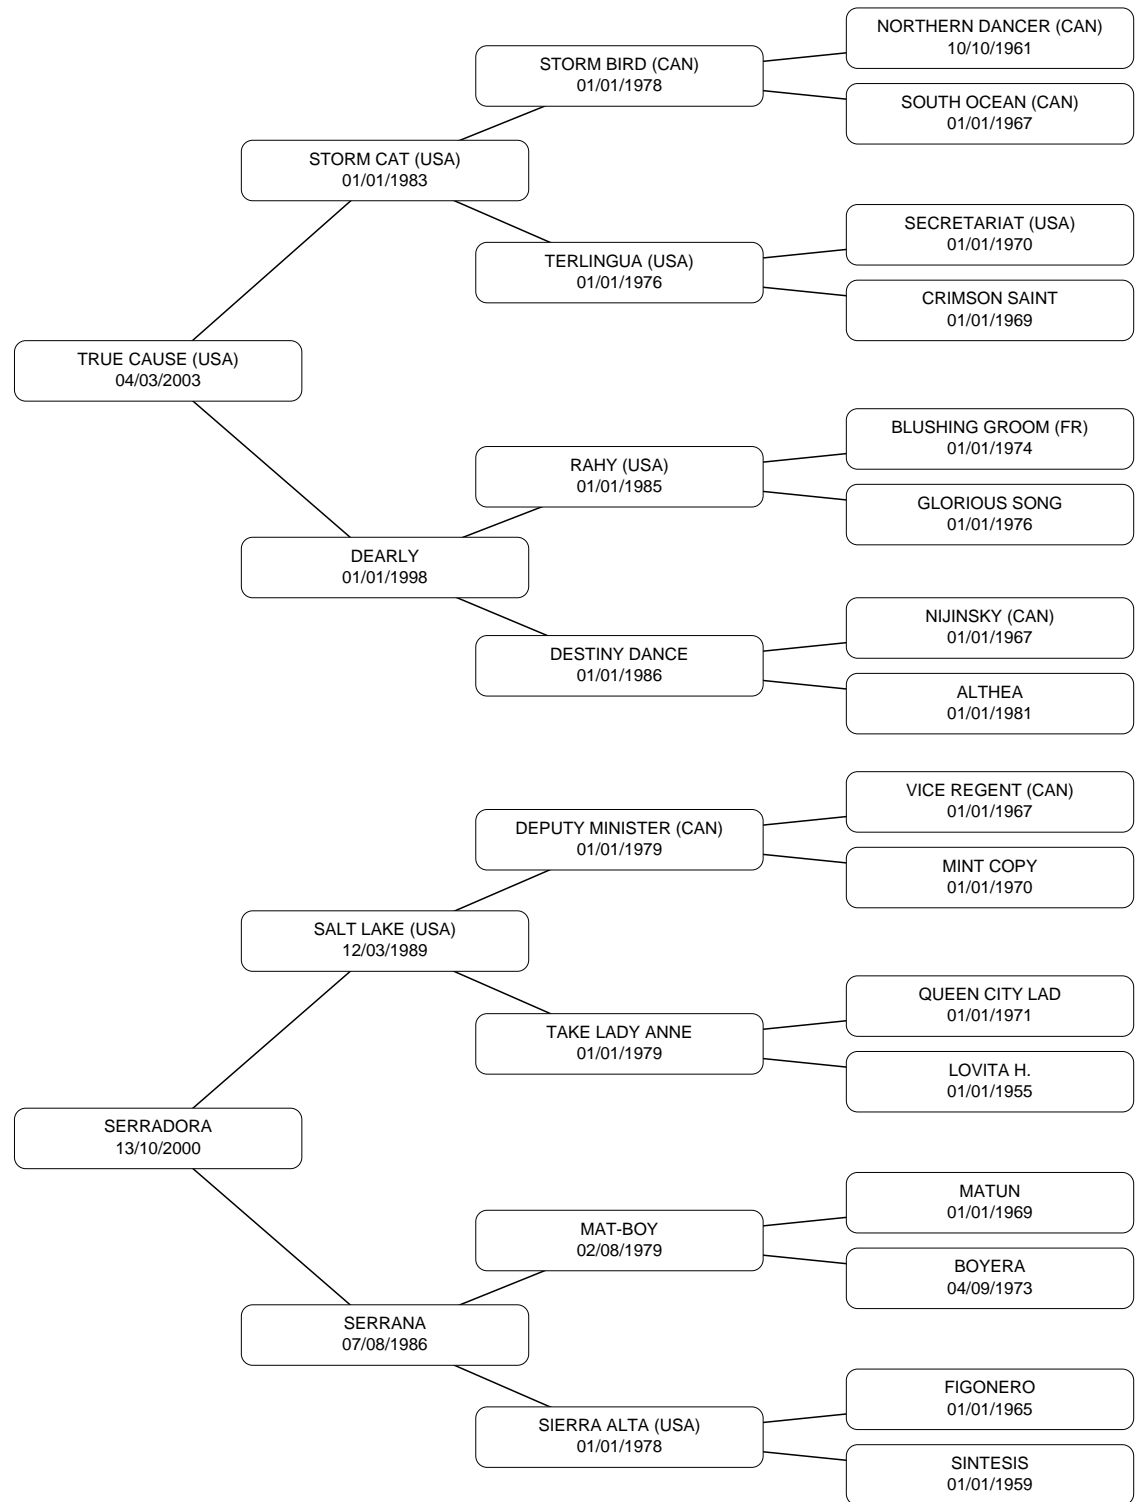 NORTHERN DANCER (CAN)
10/10/1961
STORM BIRD (CAN)
01/01/1978
SOUTH OCEAN (CAN)
01/01/1967
STORM CAT (USA)
01/01/1983
SECRETARIAT (USA)
01/01/1970
TERLINGUA (USA)
01/01/1976
CRIMSON SAINT
01/01/1969
TRUE CAUSE (USA)
04/03/2003
BLUSHING GROOM (FR)
01/01/1974
RAHY (USA)
01/01/1985
GLORIOUS SONG
01/01/1976
DEARLY
01/01/1998
NIJINSKY (CAN)
01/01/1967
DESTINY DANCE
01/01/1986
ALTHEA
01/01/1981
VICE REGENT (CAN)
01/01/1967
DEPUTY MINISTER (CAN)
01/01/1979
MINT COPY
01/01/1970
SALT LAKE (USA)
12/03/1989
QUEEN CITY LAD
01/01/1971
TAKE LADY ANNE
01/01/1979
LOVITA H.
01/01/1955
SERRADORA
13/10/2000
MATUN
01/01/1969
MAT-BOY
02/08/1979
BOYERA
04/09/1973
SERRANA
07/08/1986
FIGONERO
01/01/1965
SIERRA ALTA (USA)
01/01/1978
SINTESIS
01/01/1959